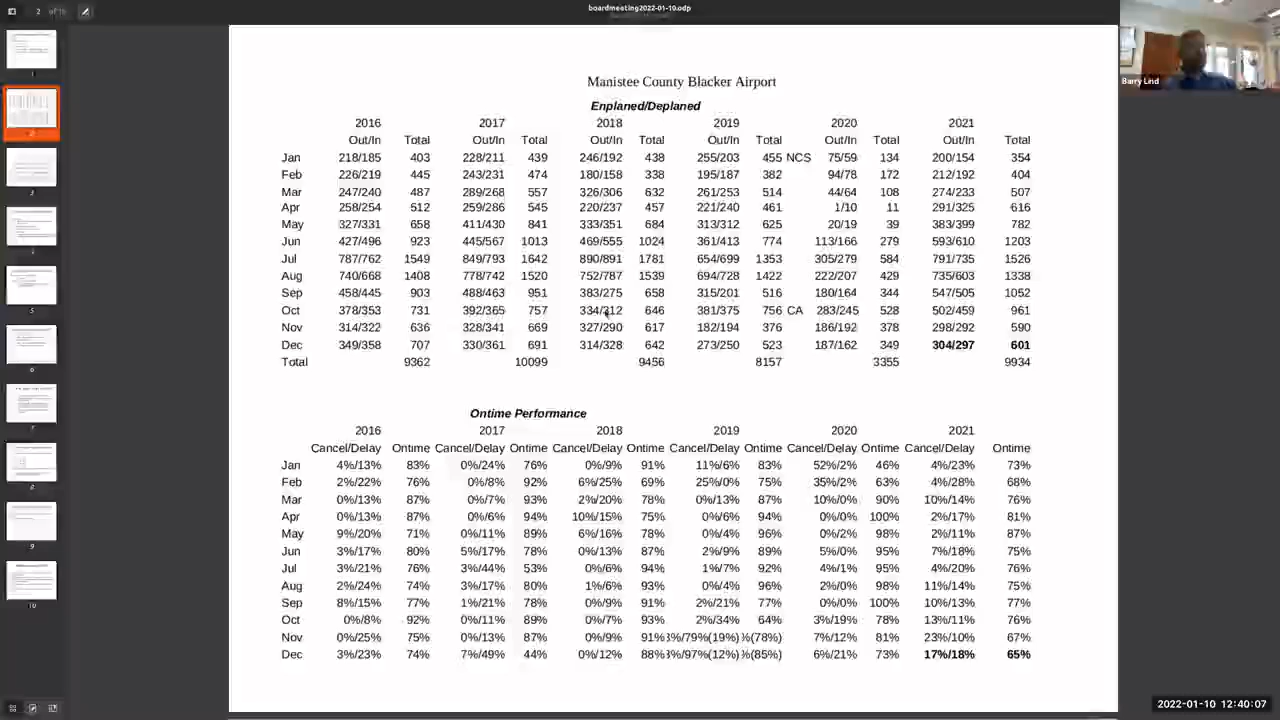 boardmeeting2022-01-10.odp
Barry Lind
Manistee County Blacker Airport
Enplaned/Deplaned
2016 2017 2018 2019 2020 2021
Out/In Total Out/In Total Out/In Total Out/In Total Out/In Total Out/In Total
Jan 218/185 403 228/211 439 246/192 438 255/203 455 NCS 75/59 134 200/154 354
Feb 226/219 445 243/231 474 180/158 338 195/187 382 94/78 172 212/192 404
Mar 247/240 487 289/268 557 326/306 632 261/253 514 44/64 108 274/233 507
Apr 258/254 512 259/286 545 220/237 457 221/240 461 1/10 11 291/325 616
May 327/331 658 411/430 841 333/351 684 313/312 625 20/19 39 383/399 782
Jun 427/496 923 445/567 1013 469/555 1024 361/413 774 113/166 279 593/610 1203
Jul 787/762 1549 849/793 1642 890/891 1781 654/699 1353 305/279 584 791/735 1526
Aug 740/668 1408 778/742 1520 752/787 1539 694/728 1422 222/207 429 735/603 1338
Sep 458/445 903 488/463 951 383/275 658 315/201 516 180/164 344 547/505 1052
Oct 378/353 731 392/365 757 334/312 646 381/375 756 CA 283/245 528 502/459 961
Nov 314/322 636 328/341 669 327/290 617 182/194 376 186/192 378 298/292 590
Dec 349/358 707 330/361 691 314/328 642 273/250 523 187/162 349 304/297 601
Total 9362 10099 9456 8157 3355 9934
Ontime Performance
2016 2017 2018 2019 2020 2021
Cancel/Delay Ontime Cancel/Delay Ontime Cancel/Delay Ontime Cancel/Delay Ontime Cancel/Delay Ontime Cancel/Delay Ontime
Jan 4%/13% 83% 0%/24% 76% 0%/9% 91% 11%/6% 83% 52%/2% 46% 4%/23% 73%
Feb 2%/22% 76% 0%/8% 92% 6%/25% 69% 25%/0% 75% 35%/2% 63% 4%/28% 68%
Mar 0%/13% 87% 0%/7% 93% 2%/20% 78% 0%/13% 87% 10%/0% 90% 10%/14% 76%
Apr 0%/13% 87% 0%/6% 94% 10%/15% 75% 0%/6% 94% 0%/0% 100% 2%/17% 81%
May 9%/20% 71% 0%/11% 89% 6%/16% 78% 0%/4% 96% 0%/2% 98% 2%/11% 87%
Jun 3%/17% 80% 5%/17% 78% 0%/13% 87% 2%/9% 89% 5%/0% 95% 7%/18% 75%
Jul 3%/21% 76% 3%/44% 53% 0%/6% 94% 1%/7% 92% 4%/1% 95% 4%/20% 76%
Aug 2%/24% 74% 3%/17% 80% 1%/6% 93% 0%/4% 96% 2%/0% 98% 11%/14% 75%
Sep 8%/15% 77% 1%/21% 78% 0%/9% 91% 2%/21% 77% 0%/0% 100% 10%/13% 77%
Oct 0%/8% 92% 0%/11% 89% 0%/7% 93% 2%/34% 64% 3%/19% 78% 13%/11% 76%
Nov 0%/25% 75% 0%/13% 87% 0%/9% 91% 3%/79%(19%) %(78%) 7%/12% 81% 23%/10% 67%
Dec 3%/23% 74% 7%/49% 44% 0%/12% 88% 3%/97%(12%) %(85%) 6%/21% 73% 17%/18% 65%
2022-01-10 12:40:07